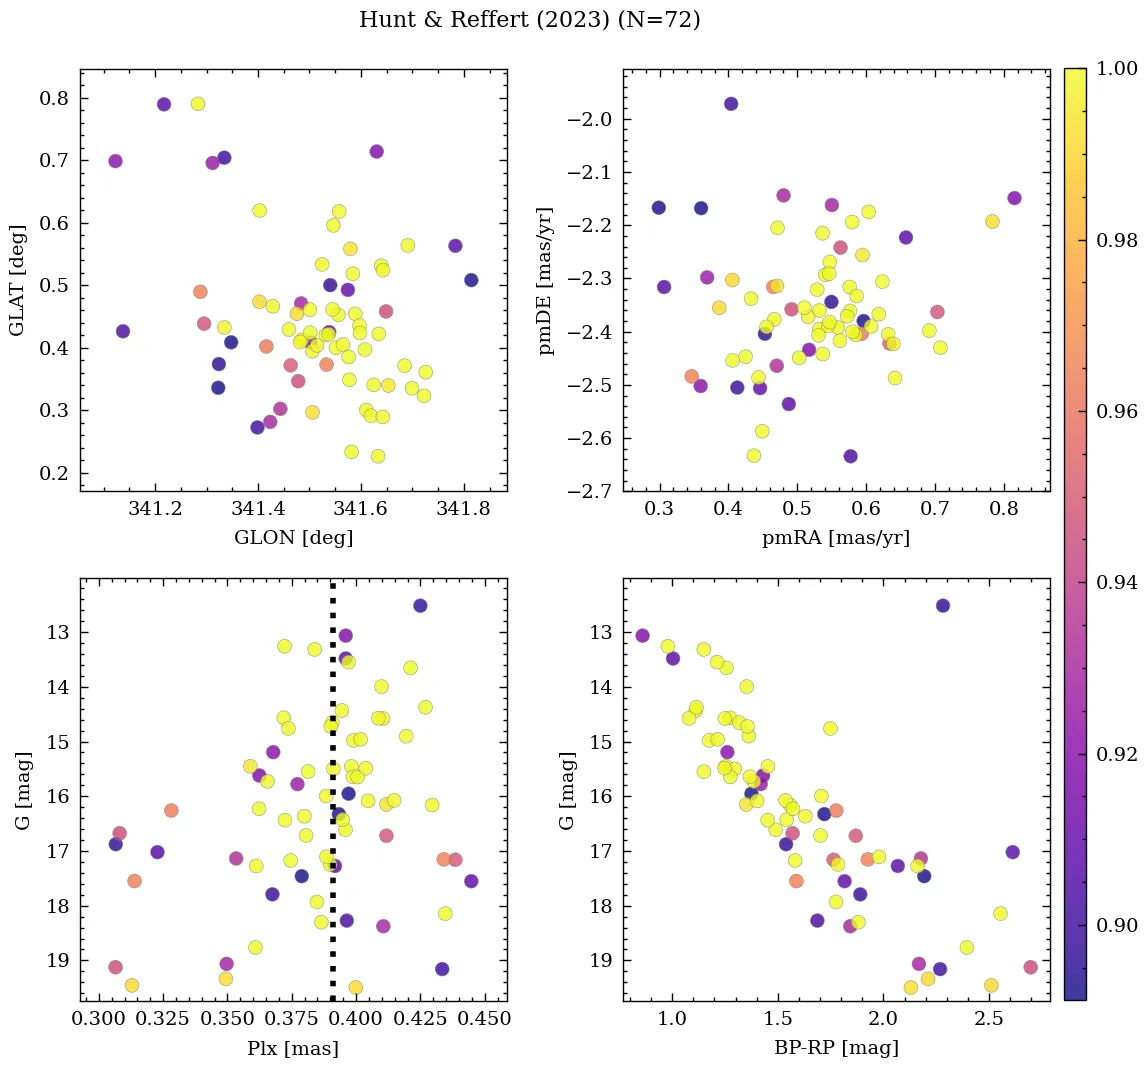 Hunt & Reffert (2023) (N=72)
0.8
0.7
0.6
0.5
0.4
0.3
0.2
GLAT [deg]
341.2 341.4 341.6 341.8
GLON [deg]
−2.0
−2.1
−2.2
−2.3
−2.4
−2.5
−2.6
−2.7
pmDE [mas/yr]
0.3 0.4 0.5 0.6 0.7 0.8
pmRA [mas/yr]
13
14
15
16
17
18
19
G [mag]
0.300 0.325 0.350 0.375 0.400 0.425 0.450
Plx [mas]
13
14
15
16
17
18
19
G [mag]
1.0 1.5 2.0 2.5
BP-RP [mag]
1.00
0.98
0.96
0.94
0.92
0.90